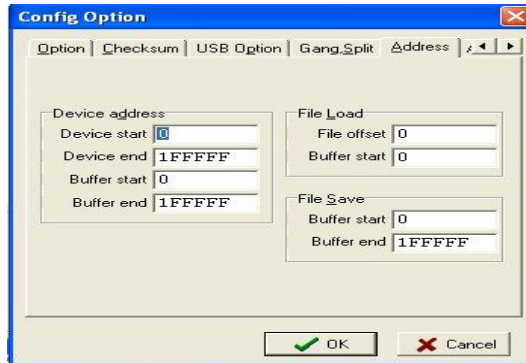 Config Option
Option Checksum USB Option Gang,Split Address
Device address
Device start 0
Device end 1FFFFF
Buffer start 0
Buffer end 1FFFFF
File Load
File offset 0
Buffer start 0
File Save
Buffer start 0
Buffer end 1FFFFF
OK Cancel